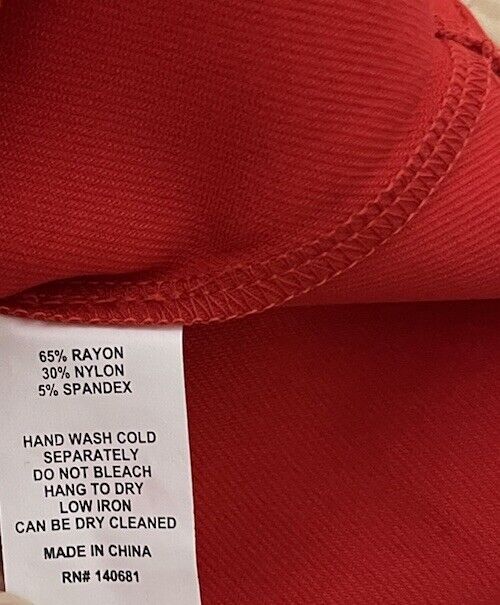 65% RAYON
30% NYLON
5% SPANDEX
HAND WASH COLD
SEPARATELY
DO NOT BLEACH
HANG TO DRY
LOW IRON
CAN BE DRY CLEANED
MADE IN CHINA
RN# 140681